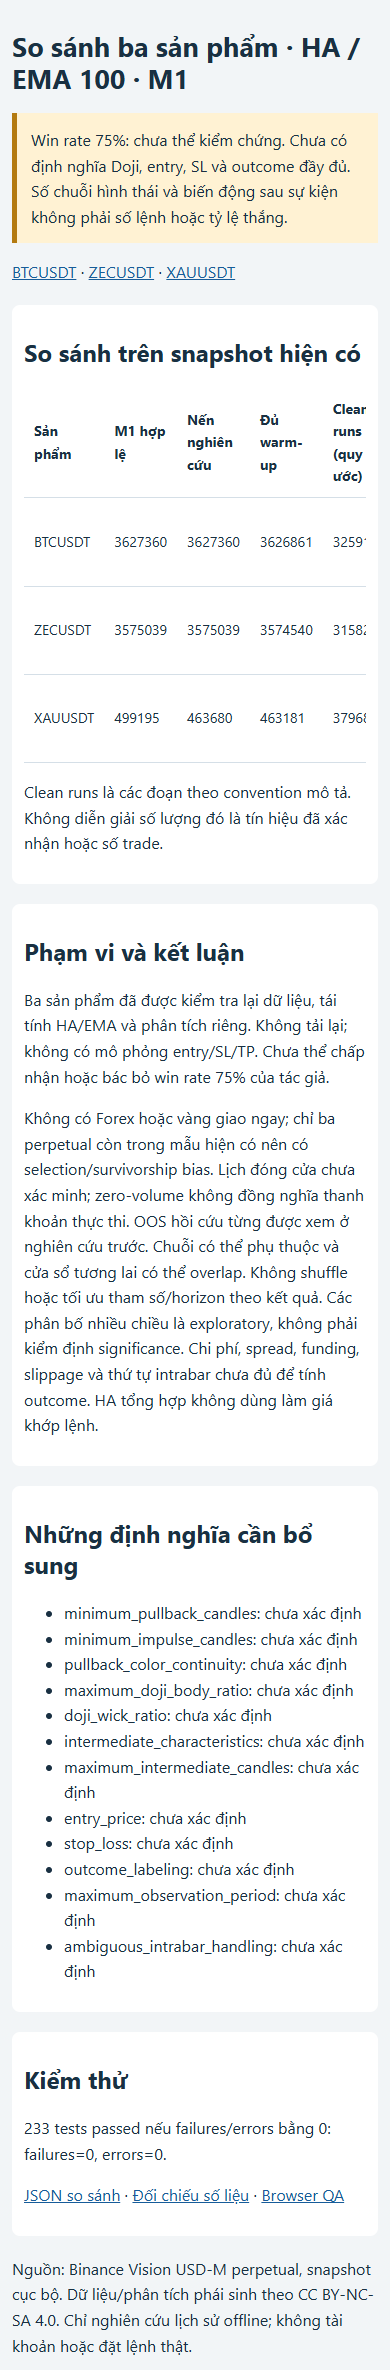 So sánh ba sản phẩm · HA /
EMA 100 · M1
Win rate 75%: chưa thể kiểm chứng. Chưa có
định nghĩa Doji, entry, SL và outcome đầy đủ.
Số chuỗi hình thái và biến động sau sự kiện
không phải số lệnh hoặc tỷ lệ thắng.
BTCUSDT · ZECUSDT · XAUUSDT
So sánh trên snapshot hiện có
Sản phẩm M1 hợp lệ Nến nghiên cứu Đủ warm-up Clean runs (quy ước)
BTCUSDT 3627360 3627360 3626861
ZECUSDT 3575039 3575039 3574540
XAUUSDT 499195 463680 463181
Clean runs là các đoạn theo convention mô tả.
Không diễn giải số lượng đó là tín hiệu đã xác
nhận hoặc số trade.
Phạm vi và kết luận
Ba sản phẩm đã được kiểm tra lại dữ liệu, tái
tính HA/EMA và phân tích riêng. Không tải lại;
không có mô phỏng entry/SL/TP. Chưa thể chấp
nhận hoặc bác bỏ win rate 75% của tác giả.
Không có Forex hoặc vàng giao ngay; chỉ ba
perpetual còn trong mẫu hiện có nên có
selection/survivorship bias. Lịch đóng cửa chưa
xác minh; zero-volume không đồng nghĩa thanh
khoản thực thi. OOS hồi cứu từng được xem ở
nghiên cứu trước. Chuỗi có thể phụ thuộc và
cửa sổ tương lai có thể overlap. Không shuffle
hoặc tối ưu tham số/horizon theo kết quả. Các
phân bố nhiều chiều là exploratory, không phải
kiểm định significance. Chi phí, spread, funding,
slippage và thứ tự intrabar chưa đủ để tính
outcome. HA tổng hợp không dùng làm giá
khớp lệnh.
Những định nghĩa cần bổ
sung
• minimum_pullback_candles: chưa xác định
• minimum_impulse_candles: chưa xác định
• pullback_color_continuity: chưa xác định
• maximum_doji_body_ratio: chưa xác định
• doji_wick_ratio: chưa xác định
• intermediate_characteristics: chưa xác định
• maximum_intermediate_candles: chưa xác
định
• entry_price: chưa xác định
• stop_loss: chưa xác định
• outcome_labeling: chưa xác định
• maximum_observation_period: chưa xác
định
• ambiguous_intrabar_handling: chưa xác
định
Kiểm thử
233 tests passed nếu failures/errors bằng 0:
failures=0, errors=0.
JSON so sánh · Đối chiếu số liệu · Browser QA
Nguồn: Binance Vision USD-M perpetual, snapshot
cục bộ. Dữ liệu/phân tích phái sinh theo CC BY-NC-
SA 4.0. Chỉ nghiên cứu lịch sử offline; không tài
khoản hoặc đặt lệnh thật.